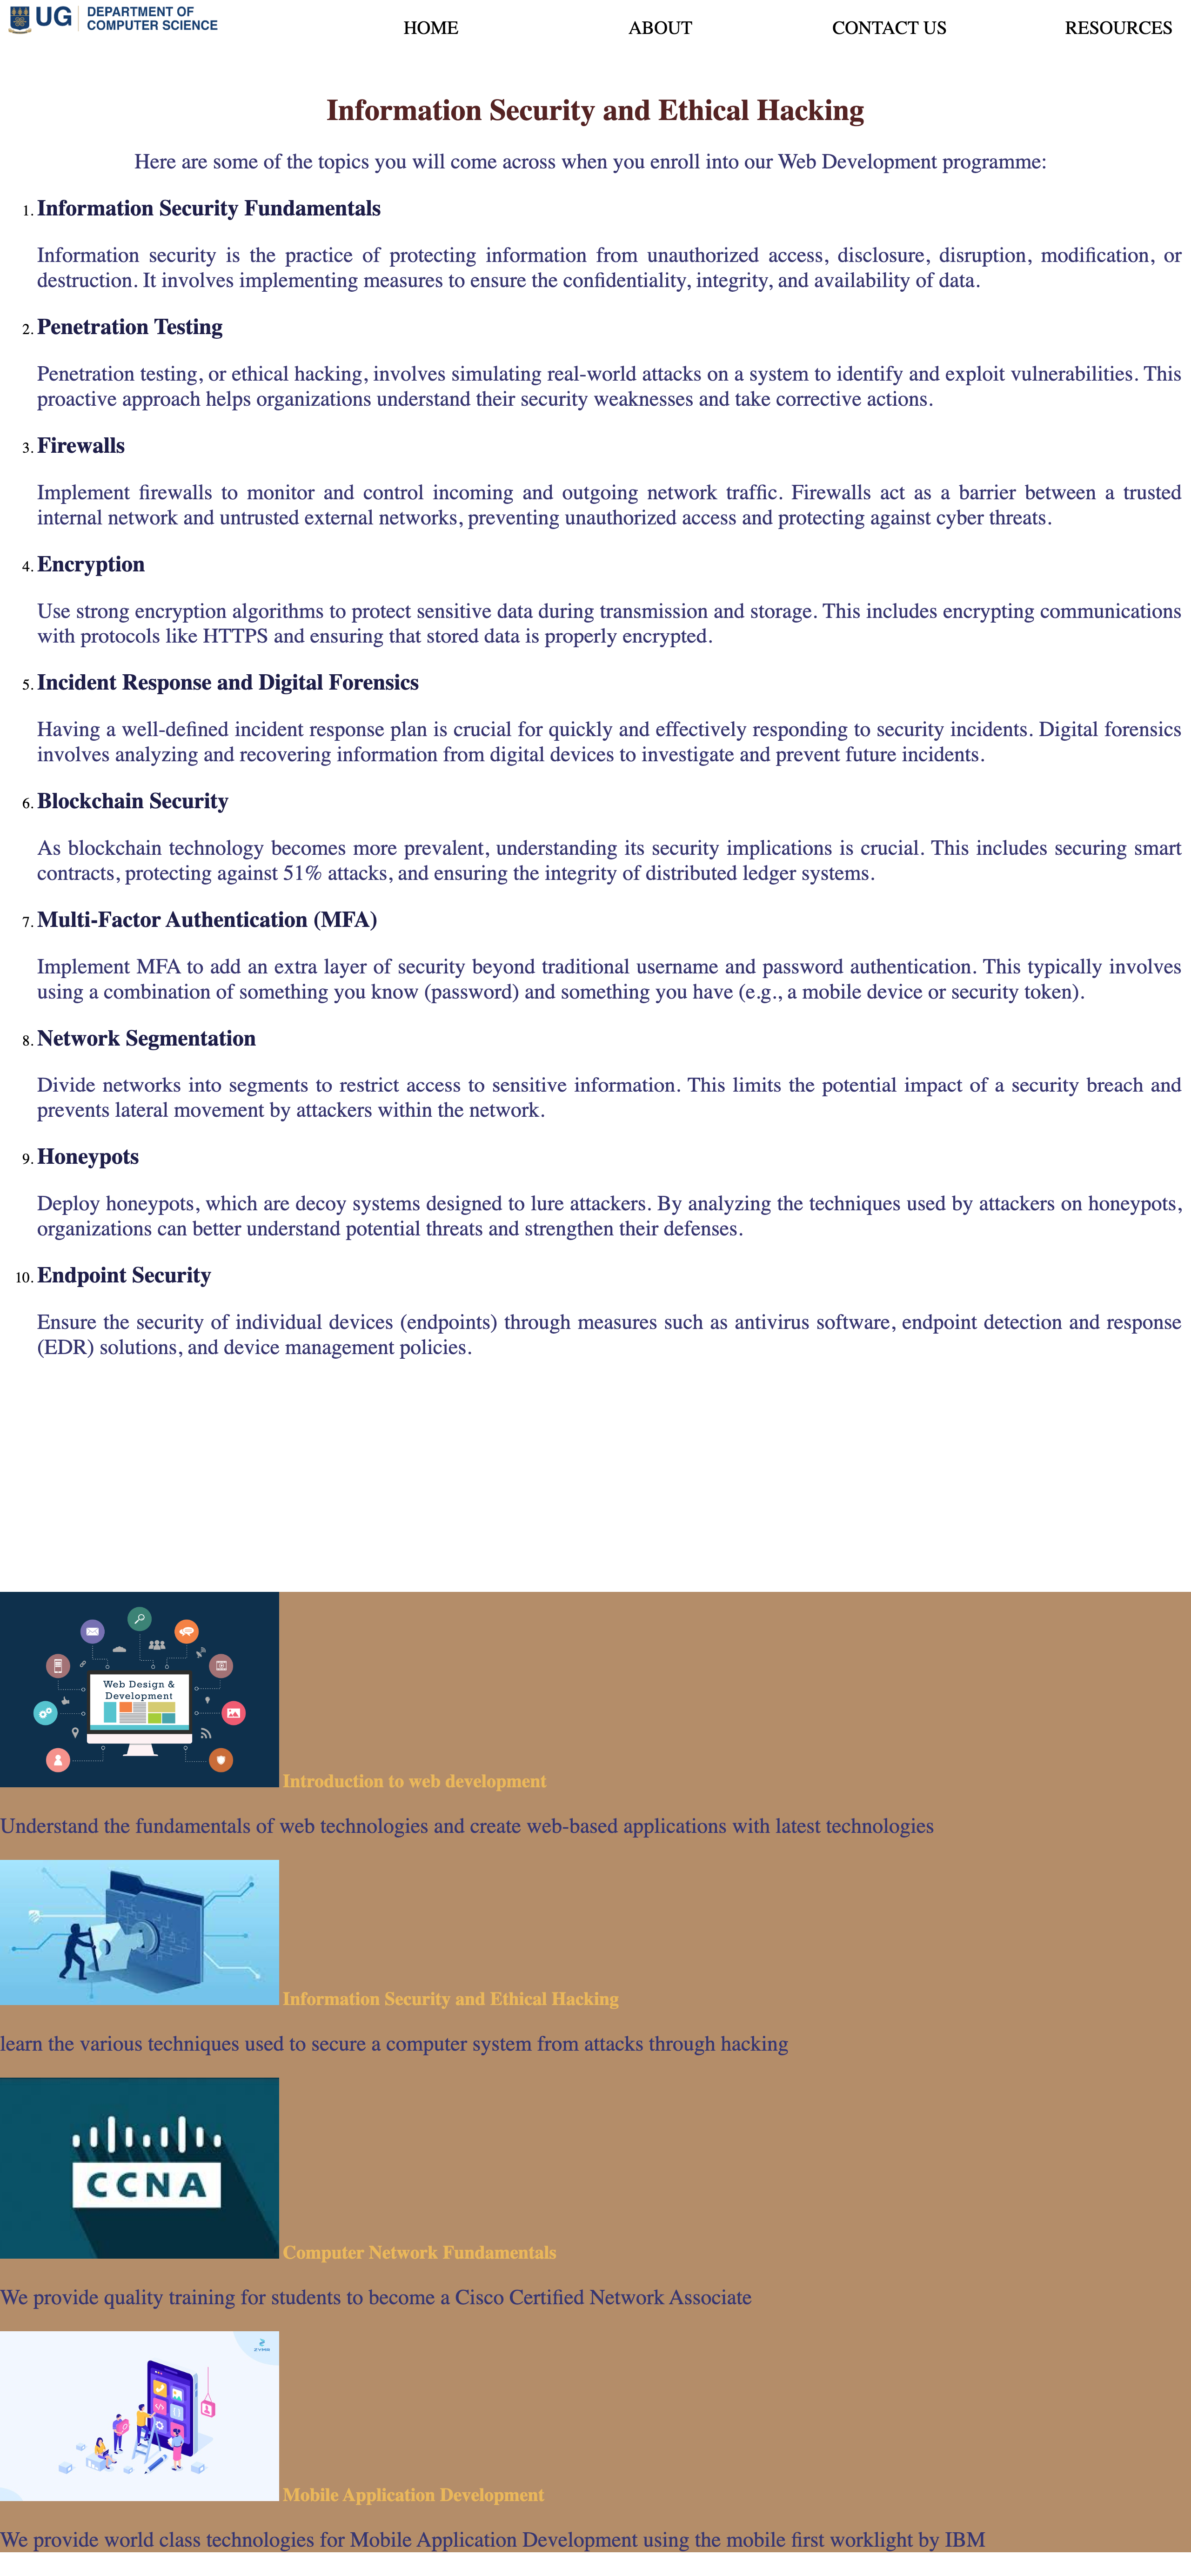 UG DEPARTMENT OF
COMPUTER SCIENCE
HOME ABOUT CONTACT US RESOURCES
Information Security and Ethical Hacking
Here are some of the topics you will come across when you enroll into our Web Development programme:
1. Information Security Fundamentals
Information security is the practice of protecting information from unauthorized access, disclosure, disruption, modification, or
destruction. It involves implementing measures to ensure the confidentiality, integrity, and availability of data.
2. Penetration Testing
Penetration testing, or ethical hacking, involves simulating real-world attacks on a system to identify and exploit vulnerabilities. This
proactive approach helps organizations understand their security weaknesses and take corrective actions.
3. Firewalls
Implement firewalls to monitor and control incoming and outgoing network traffic. Firewalls act as a barrier between a trusted
internal network and untrusted external networks, preventing unauthorized access and protecting against cyber threats.
4. Encryption
Use strong encryption algorithms to protect sensitive data during transmission and storage. This includes encrypting communications
with protocols like HTTPS and ensuring that stored data is properly encrypted.
5. Incident Response and Digital Forensics
Having a well-defined incident response plan is crucial for quickly and effectively responding to security incidents. Digital forensics
involves analyzing and recovering information from digital devices to investigate and prevent future incidents.
6. Blockchain Security
As blockchain technology becomes more prevalent, understanding its security implications is crucial. This includes securing smart
contracts, protecting against 51% attacks, and ensuring the integrity of distributed ledger systems.
7. Multi-Factor Authentication (MFA)
Implement MFA to add an extra layer of security beyond traditional username and password authentication. This typically involves
using a combination of something you know (password) and something you have (e.g., a mobile device or security token).
8. Network Segmentation
Divide networks into segments to restrict access to sensitive information. This limits the potential impact of a security breach and
prevents lateral movement by attackers within the network.
9. Honeypots
Deploy honeypots, which are decoy systems designed to lure attackers. By analyzing the techniques used by attackers on honeypots,
organizations can better understand potential threats and strengthen their defenses.
10. Endpoint Security
Ensure the security of individual devices (endpoints) through measures such as antivirus software, endpoint detection and response
(EDR) solutions, and device management policies.
Web Design &
Development
Introduction to web development
Understand the fundamentals of web technologies and create web-based applications with latest technologies
Information Security and Ethical Hacking
learn the various techniques used to secure a computer system from attacks through hacking
CCNA
Computer Network Fundamentals
We provide quality training for students to become a Cisco Certified Network Associate
Mobile Application Development
We provide world class technologies for Mobile Application Development using the mobile first worklight by IBM